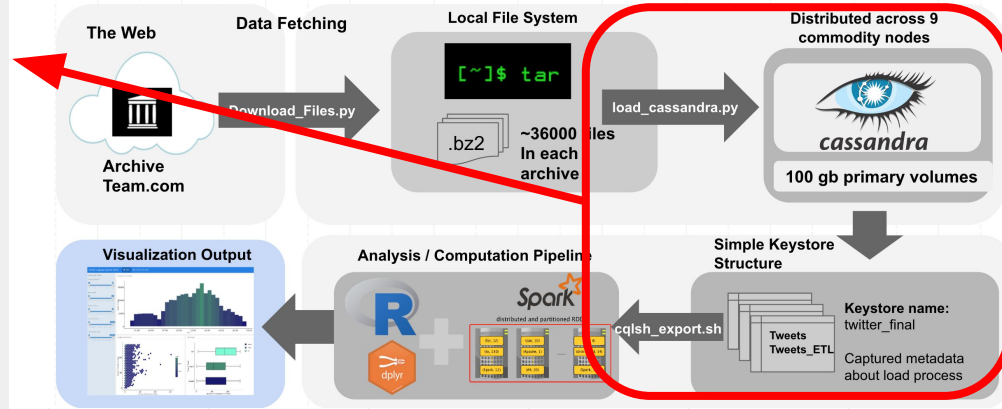 The Web
Data Fetching
Local File System
Distributed across 9
commodity nodes
[~]$ tar
Download_Files.py
.bz2
~36000 files
In each
archive
load_cassandra.py
cassandra
100 gb primary volumes
Archive
Team.com
Visualization Output
Analysis / Computation Pipeline
Simple Keystore
Structure
R
Spark
distributed and partitioned RDD
dplyr
cqlsh_export.sh
Tweets
Tweets_ETL
Keystore name:
twitter_final
Captured metadata
about load process